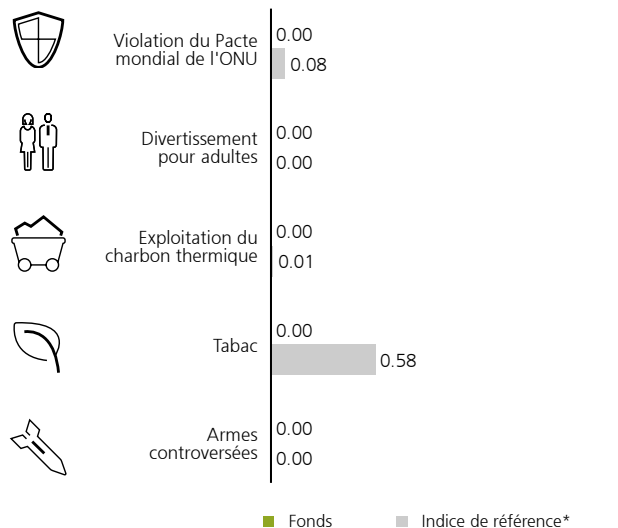 Violation du Pacte
mondial de l'ONU
0.00
0.08
Divertissement
pour adultes
0.00
0.00
Exploitation du
charbon thermique
0.00
0.01
Tabac
0.00
0.58
Armes
controversées
0.00
0.00
Fonds
Indice de référence*